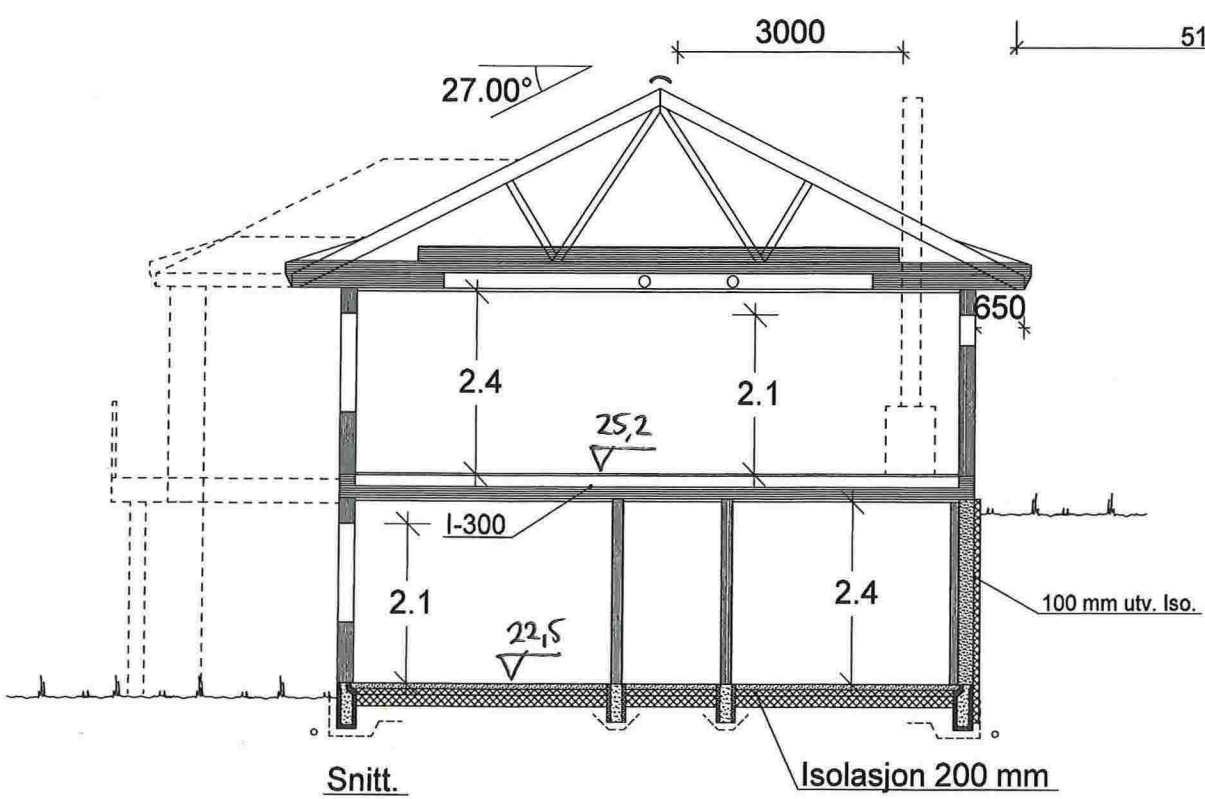 3000
51
27.00°
650
2.4
2.1
25,2
I-300
2.1
2.4
100 mm utv. Iso.
22,5
Snitt.
Isolasjon 200 mm